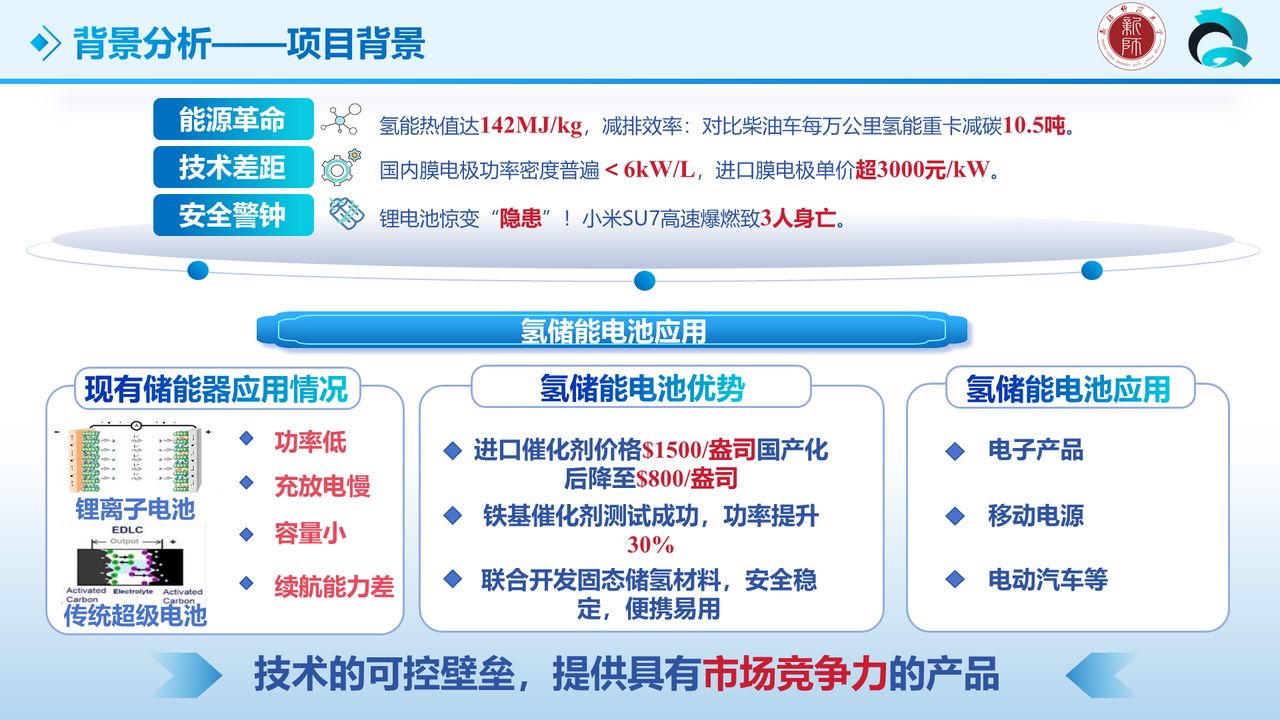 背景分析——项目背景
新师
能源革命
氢能热值达142MJ/kg，减排效率：对比柴油车每万公里氢能重卡减碳10.5吨。
技术差距
国内膜电极功率密度普遍＜6kW/L，进口膜电极单价超3000元/kW。
安全警钟
锂电池惊变“隐患”！小米SU7高速爆燃致3人身亡。
氢储能电池应用
现有储能器应用情况
功率低
充放电慢
锂离子电池
EDLC
Output
容量小
Activated Carbon
Electrolyte
Activated Carbon
续航能力差
传统超级电池
氢储能电池优势
进口催化剂价格$1500/盎司国产化
后降至$800/盎司
铁基催化剂测试成功，功率提升
30%
联合开发固态储氢材料，安全稳
定，便携易用
氢储能电池应用
电子产品
移动电源
电动汽车等
技术的可控壁垒，提供具有市场竞争力的产品